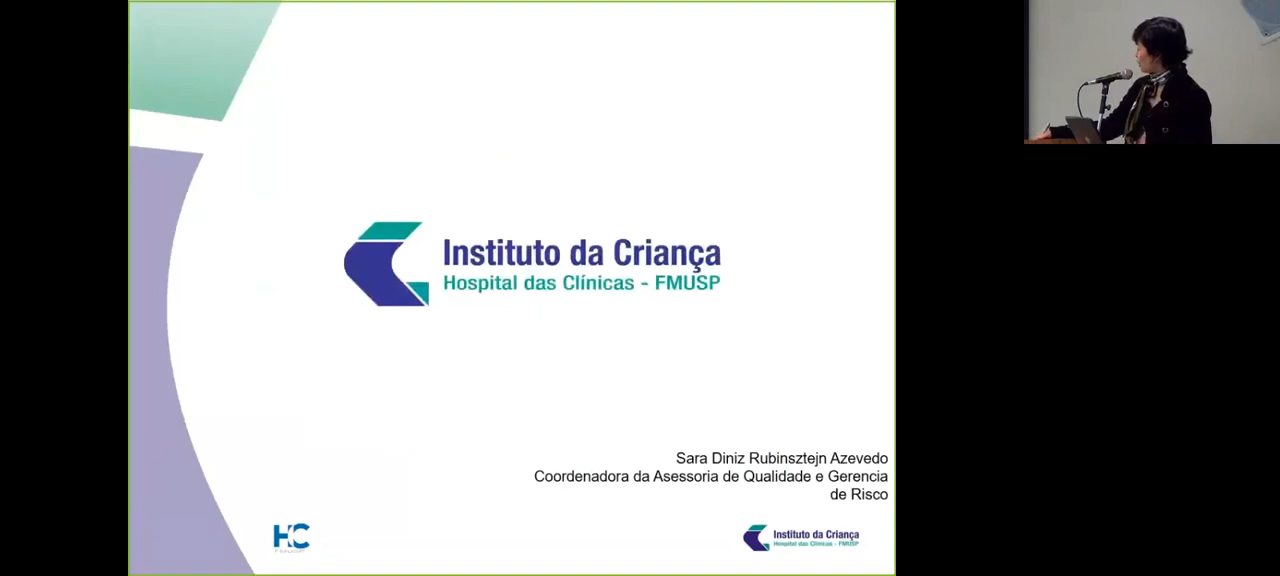 Instituto da Criança
Hospital das Clínicas - FMUSP
Sara Diniz Rubinsztejn Azevedo
Coordenadora da Asessoria de Qualidade e Gerencia
de Risco
HC
FMUSP
Instituto da Criança
Hospital das Clínicas - FMUSP